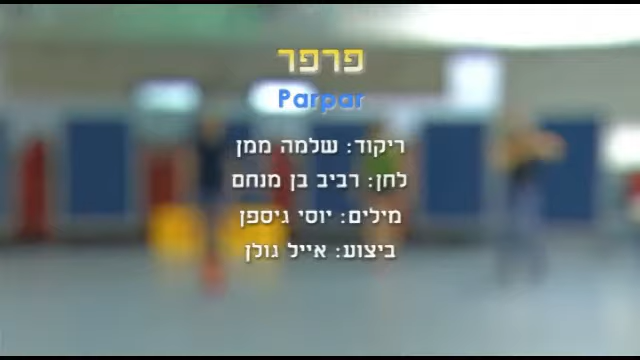 פרפר
Parpar
ריקוד: שלמה ממן
לחן: רביב בן מנחם
מילים: יוסי גיספן
ביצוע: אייל גולן